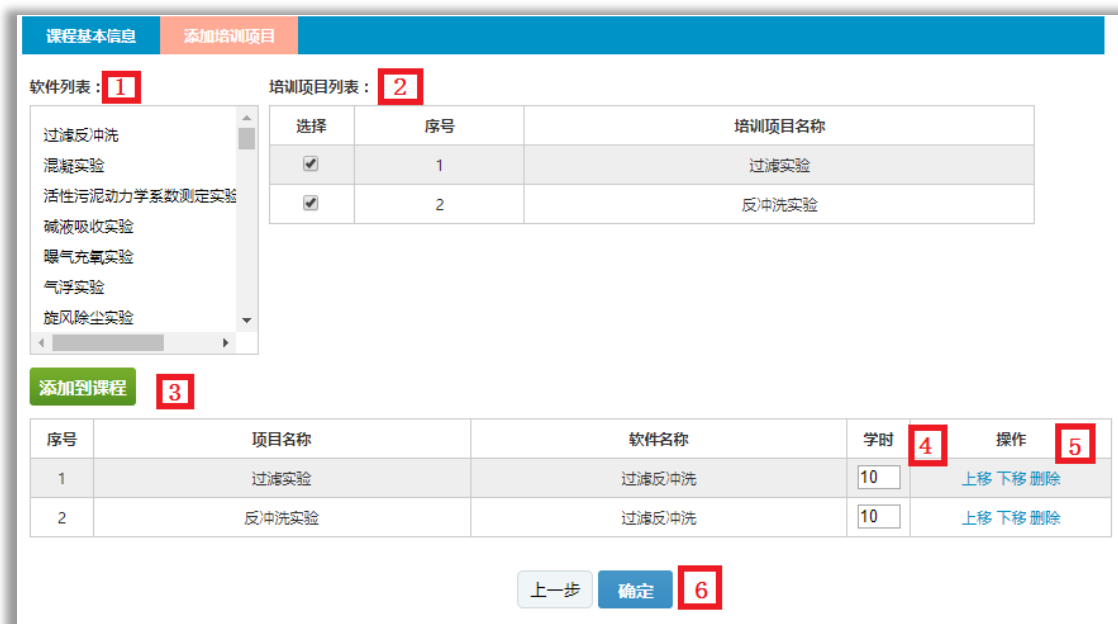 课程基本信息 添加培训项目
软件列表： 1 培训项目列表： 2
过滤反冲洗
混凝实验
活性污泥动力学系数测定实验
碱液吸收实验
曝气充氧实验
气浮实验
旋风除尘实验
选择 序号 培训项目名称
1 过滤实验
2 反冲洗实验
添加到课程 3
序号 项目名称 软件名称 学时 4 操作 5
1 过滤实验 过滤反冲洗 10 上移 下移 删除
2 反冲洗实验 过滤反冲洗 10 上移 下移 删除
上一步 确定 6